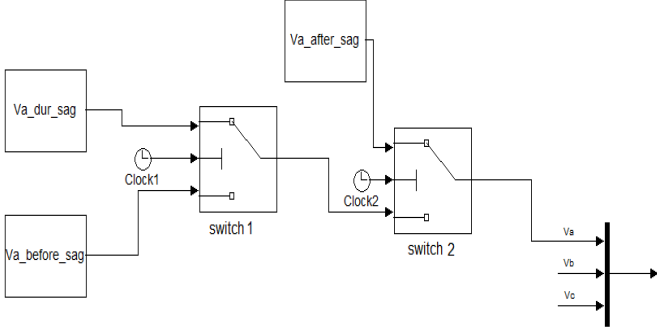 Va_after_sag
Va_dur_sag
Clock1
Clock2
switch 1
Va_before_sag
switch 2
Va
Vb
Vc